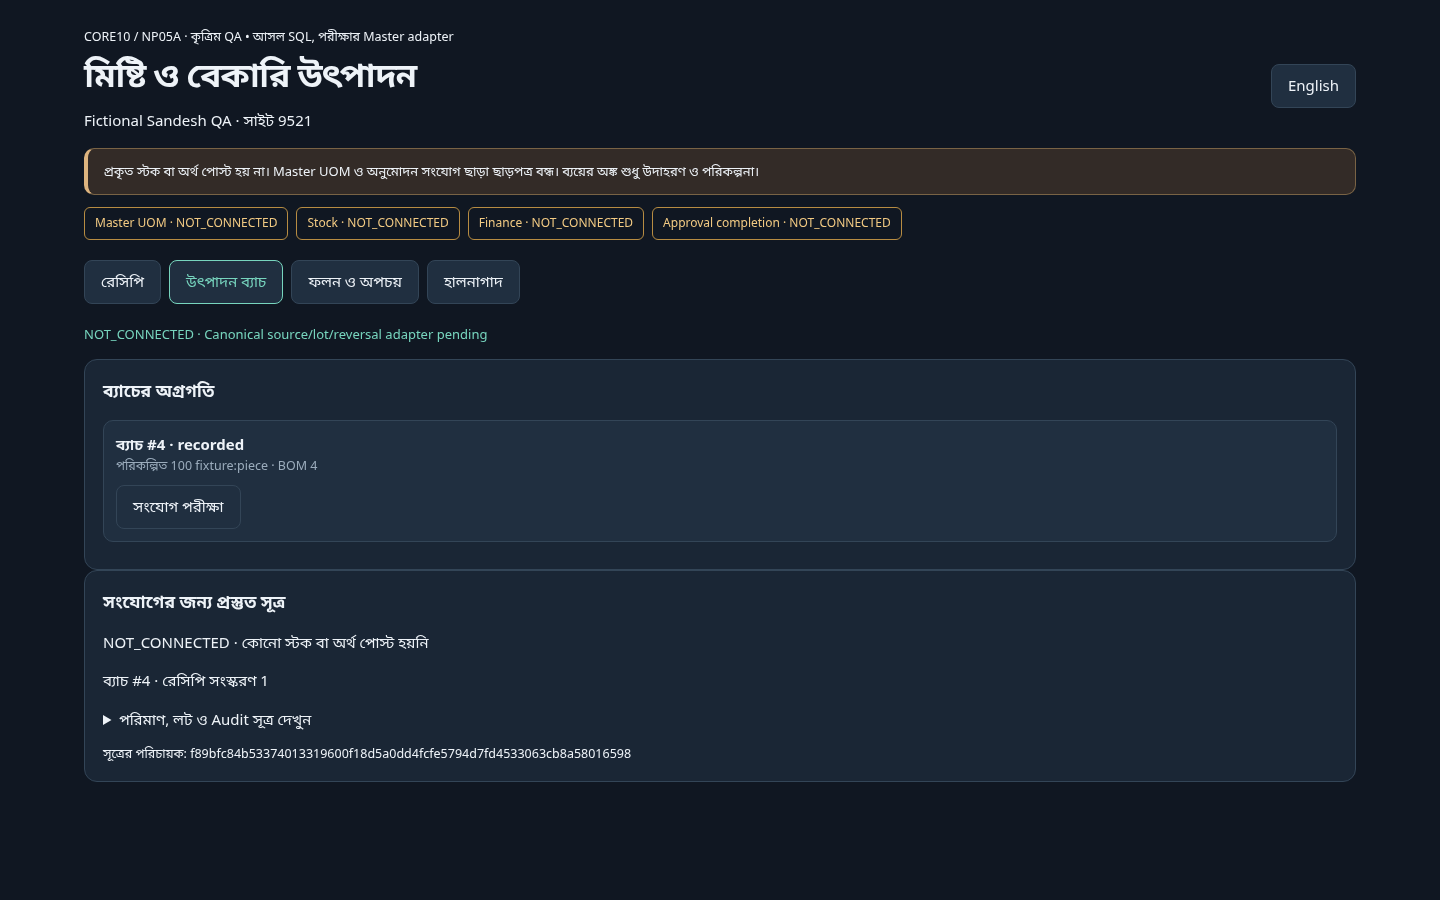 CORE10 / NP05A · কৃত্রিম QA • আসল SQL, পরীক্ষার Master adapter
মিষ্টি ও বেকারি উৎপাদন
English
Fictional Sandesh QA · সাইট 9521
প্রকৃত স্টক বা অর্থ পোস্ট হয় না। Master UOM ও অনুমোদন সংযোগ ছাড়া ছাড়পত্র বন্ধ। ব্যয়ের অঙ্ক শুধু উদাহরণ ও পরিকল্পনা।
Master UOM · NOT_CONNECTED Stock · NOT_CONNECTED Finance · NOT_CONNECTED Approval completion · NOT_CONNECTED
রেসিপি উৎপাদন ব্যাচ ফলন ও অপচয় হালনাগাদ
NOT_CONNECTED · Canonical source/lot/reversal adapter pending
ব্যাচের অগ্রগতি
ব্যাচ #4 · recorded
পরিকল্পিত 100 fixture:piece · BOM 4
সংযোগ পরীক্ষা
সংযোগের জন্য প্রস্তুত সূত্র
NOT_CONNECTED · কোনো স্টক বা অর্থ পোস্ট হয়নি
ব্যাচ #4 · রেসিপি সংস্করণ 1
▶ পরিমাণ, লট ও Audit সূত্র দেখুন
সূত্রের পরিচায়ক: f89bfc84b53374013319600f18d5a0dd4fcfe5794d7fd4533063cb8a58016598